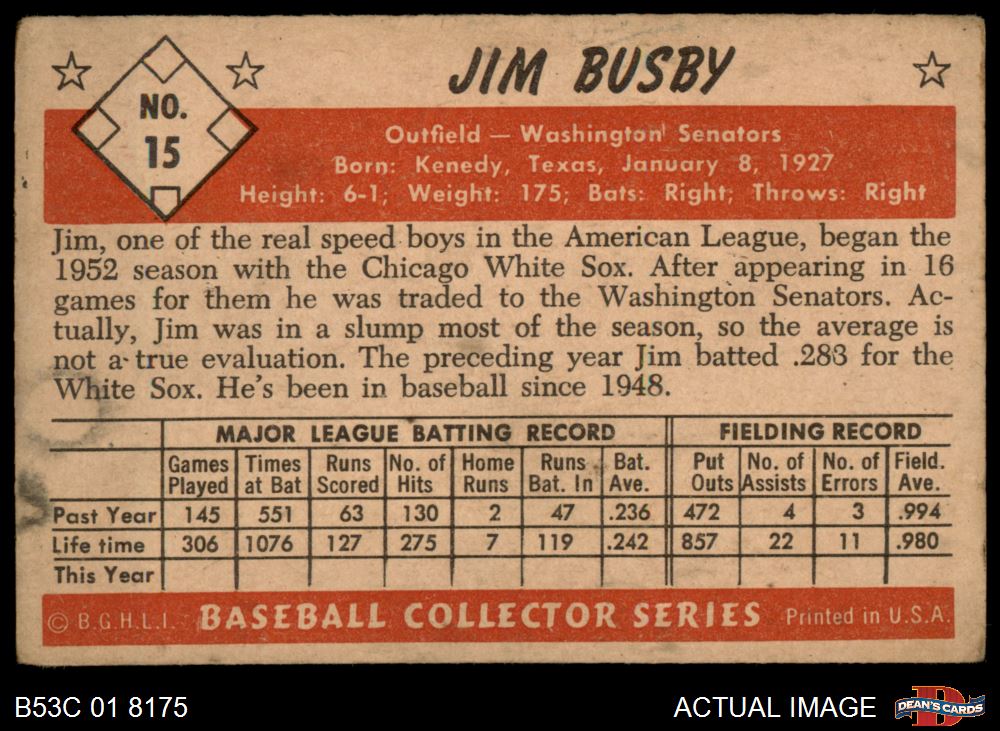 JIM BUSBY
NO.
15
Outfield — Washington Senators
Born: Kenedy, Texas, January 8, 1927
Height: 6-1; Weight: 175; Bats: Right; Throws: Right
Jim, one of the real speed boys in the American League, began the
1952 season with the Chicago White Sox. After appearing in 16
games for them he was traded to the Washington Senators. Ac-
tually, Jim was in a slump most of the season, so the average is
not a true evaluation. The preceding year Jim batted .283 for the
White Sox. He's been in baseball since 1948.
MAJOR LEAGUE BATTING RECORD FIELDING RECORD
Games Times Runs No. of Home Runs Bat. Put No. of No. of Field.
Played at Bat Scored Hits Runs Bat. In Ave. Outs Assists Errors Ave.
Past Year 145 551 63 130 2 47 .236 472 4 3 .994
Life time 306 1076 127 275 7 119 .242 857 22 11 .980
This Year
© B.G.H.L.I. BASEBALL COLLECTOR SERIES Printed in U.S.A.
B53C 01 8175 ACTUAL IMAGE DEAN'S CARDS